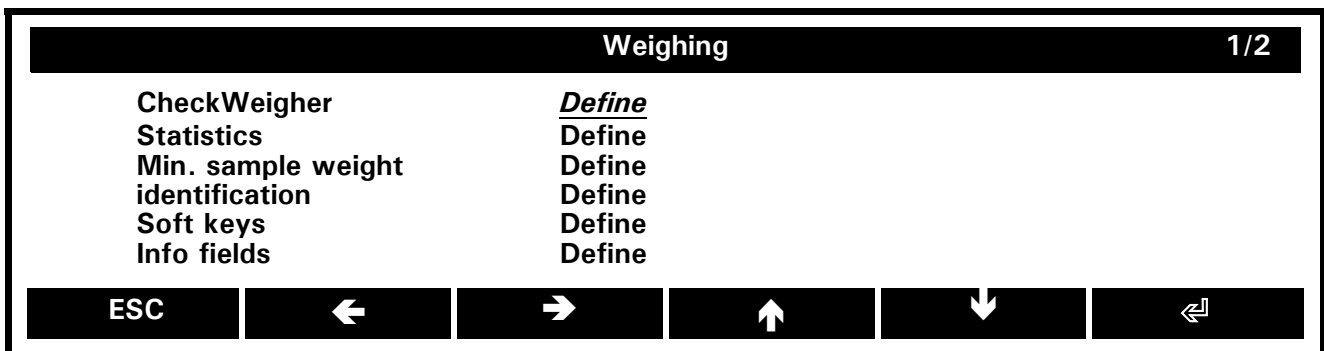 Weighing 1/2
CheckWeigher Define
Statistics Define
Min. sample weight Define
identification Define
Soft keys Define
Info fields Define
ESC ← → ↑ ↓ ↵